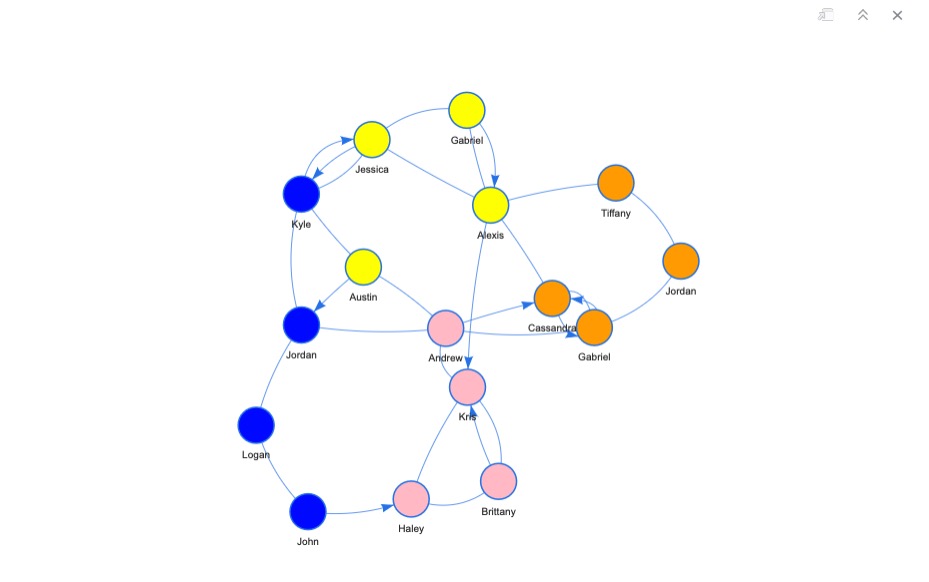 Gabriel
Jessica
Tiffany
Kyle
Alexis
Jordan
Austin
Cassandra
Jordan
Andrew
Gabriel
Kris
Logan
Brittany
Haley
John